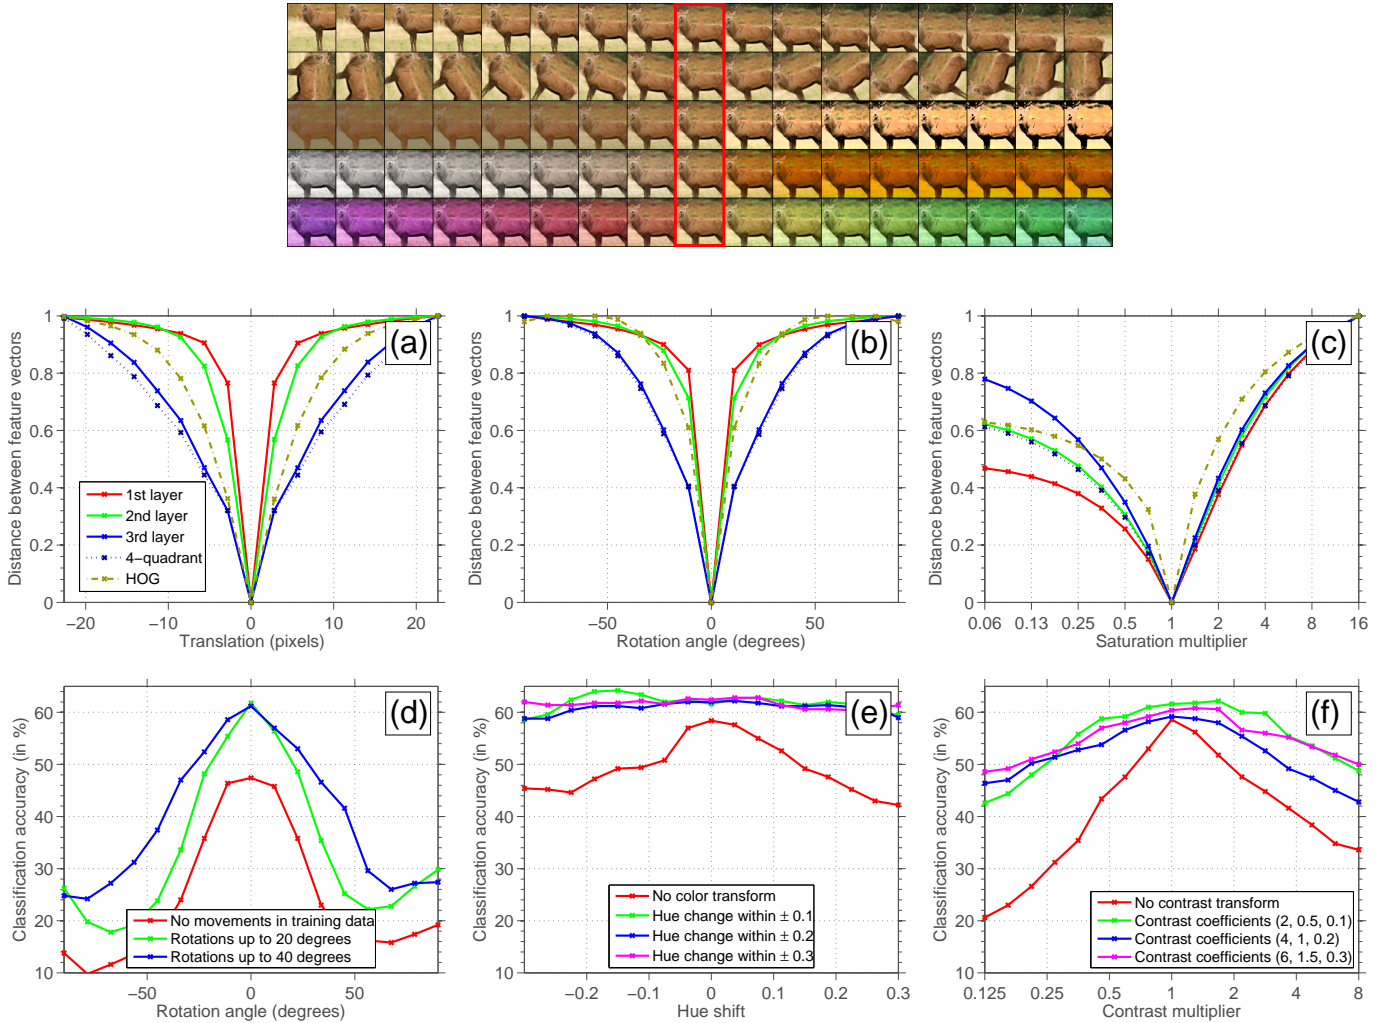 (a)
Distance between feature vectors
1
0.8
0.6
0.4
0.2
0
−20
−10
0
10
20
Translation (pixels)
1st layer
2nd layer
3rd layer
4−quadrant
HOG
(b)
Distance between feature vectors
1
0.8
0.6
0.4
0.2
0
−50
0
50
Rotation angle (degrees)
(c)
Distance between feature vectors
1
0.8
0.6
0.4
0.2
0
0.06
0.13
0.25
0.5
1
2
4
8
16
Saturation multiplier
(d)
Classification accuracy (in %)
60
50
40
30
20
10
−50
0
50
Rotation angle (degrees)
No movements in training data
Rotations up to 20 degrees
Rotations up to 40 degrees
(e)
Classification accuracy (in %)
60
50
40
30
20
10
−0.2
−0.1
0
0.1
0.2
0.3
Hue shift
No color transform
Hue change within ± 0.1
Hue change within ± 0.2
Hue change within ± 0.3
(f)
Classification accuracy (in %)
60
50
40
30
20
10
0.125
0.25
0.5
1
2
4
8
Contrast multiplier
No contrast transform
Contrast coefficients (2, 0.5, 0.1)
Contrast coefficients (4, 1, 0.2)
Contrast coefficients (6, 1.5, 0.3)